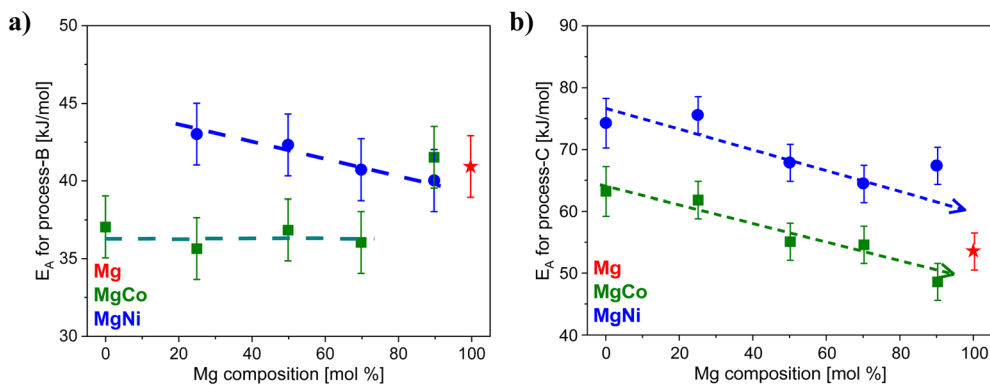 a)
E_A for process-B [kJ/mol]
50
45
40
35
30
Mg
MgCo
MgNi
0 20 40 60 80 100
Mg composition [mol %]
b)
E_A for process-C [kJ/mol]
90
80
70
60
50
40
Mg
MgCo
MgNi
0 20 40 60 80 100
Mg composition [mol %]